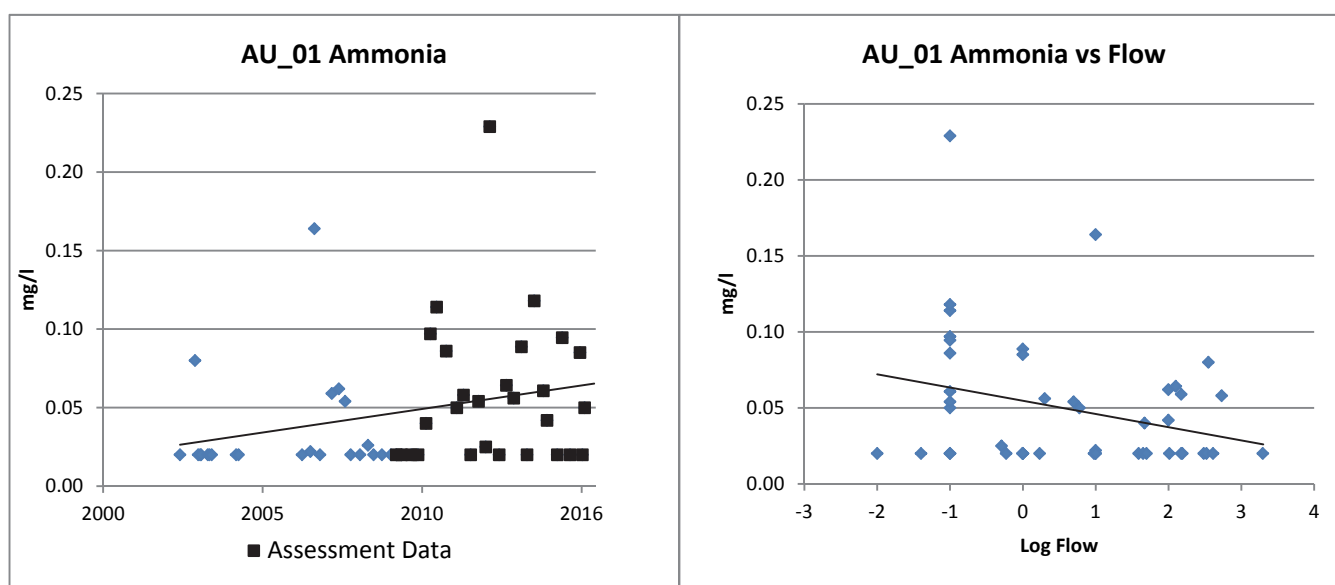 AU_01 Ammonia
0.25
0.20
0.15
0.10
0.05
0.00
mg/l
2000 2005 2010 2016
Assessment Data
AU_01 Ammonia vs Flow
0.25
0.20
0.15
0.10
0.05
0.00
mg/l
-3 -2 -1 0 1 2 3 4
Log Flow